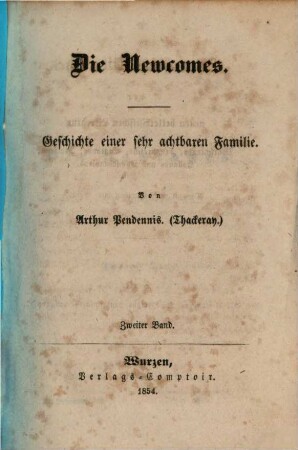 Die Newcomes.
Geschichte einer sehr achtbaren Familie.
Von
Arthur Pendennis. (Thackeray.)
Zweiter Band.
Wurzen,
Verlags-Comptoir.
1854.